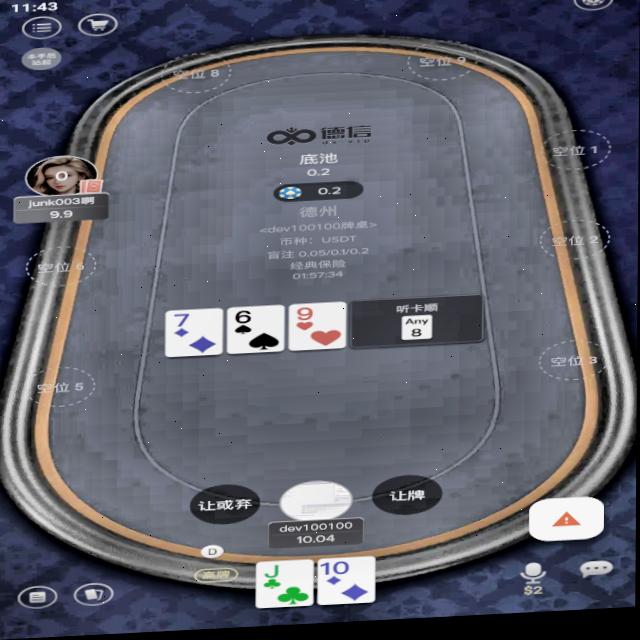 11:43
空位 8
空位 9
德信
底池
0.2
0.2
德州
<dev100100牌桌>
币种：USDT
盲注 0.05/0.1/0.2
经典保险
01:57:34
空位 1
空位 2
空位 3
空位 5
空位 6
junk003啊
9.9
7
6
9
听卡顺
Any
8
让或弃
让牌
dev100100
10.04
D
高牌
J
10
$2